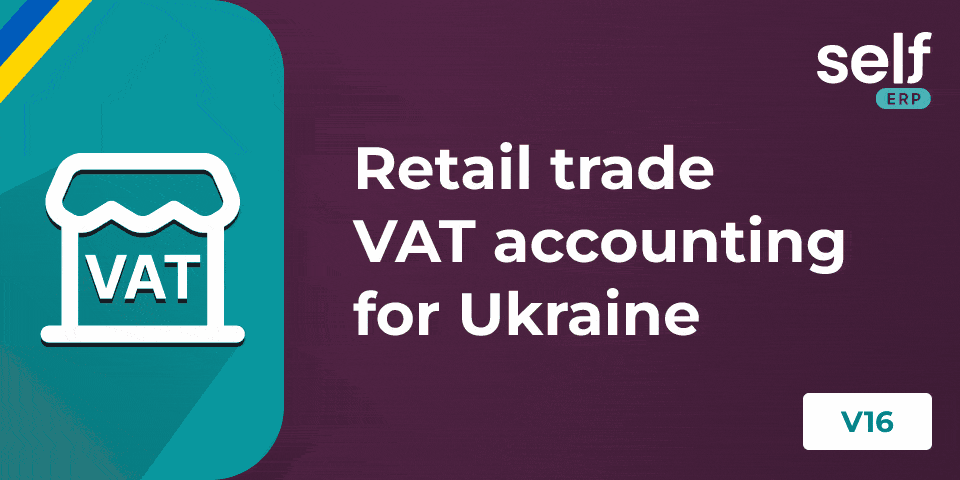 self
ERP
VAT
Retail trade
VAT accounting
for Ukraine
V16